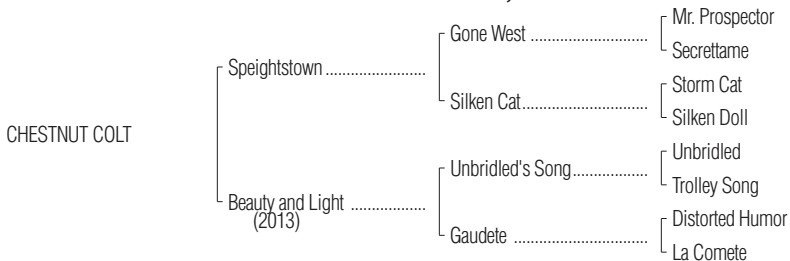 Mr. Prospector
Gone West ..............................
Secrettame
Speightstown .........................
Storm Cat
Silken Cat................................
Silken Doll
CHESTNUT COLT
Unbridled
Unbridled's Song...................
Trolley Song
Beauty and Light ..................
(2013)
Distorted Humor
Gaudete .................................
La Comete